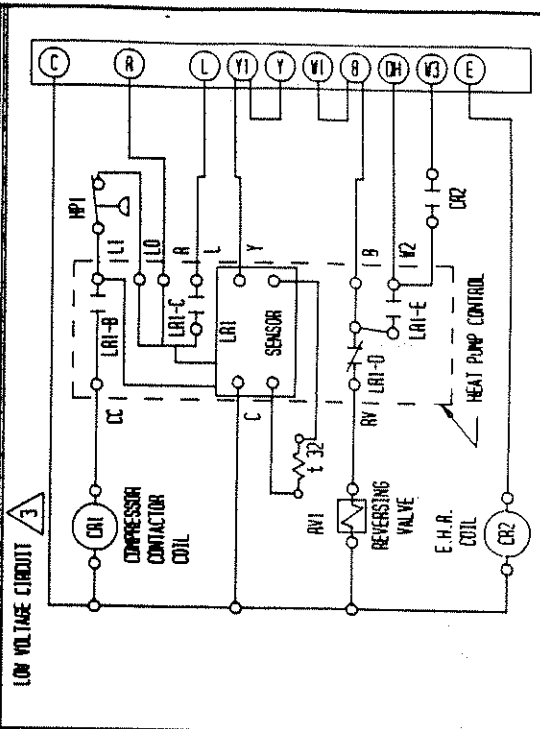 LOW VOLTAGE CIRCUIT
3
C
R
L
Y1
Y
W1
B
DH
W3
E
HP1
L1
LO
R
L
Y
B
W2
CR2
LR1-B
LR1-C
LR1
SENSOR
LR1-D
LR1-E
CC
C
RV
HEAT PUMP CONTROL
CR1
COMPRESSOR
CONTACTOR
COIL
t 32
RV1
REVERSING
VALVE
E.H.R.
COIL
CR2